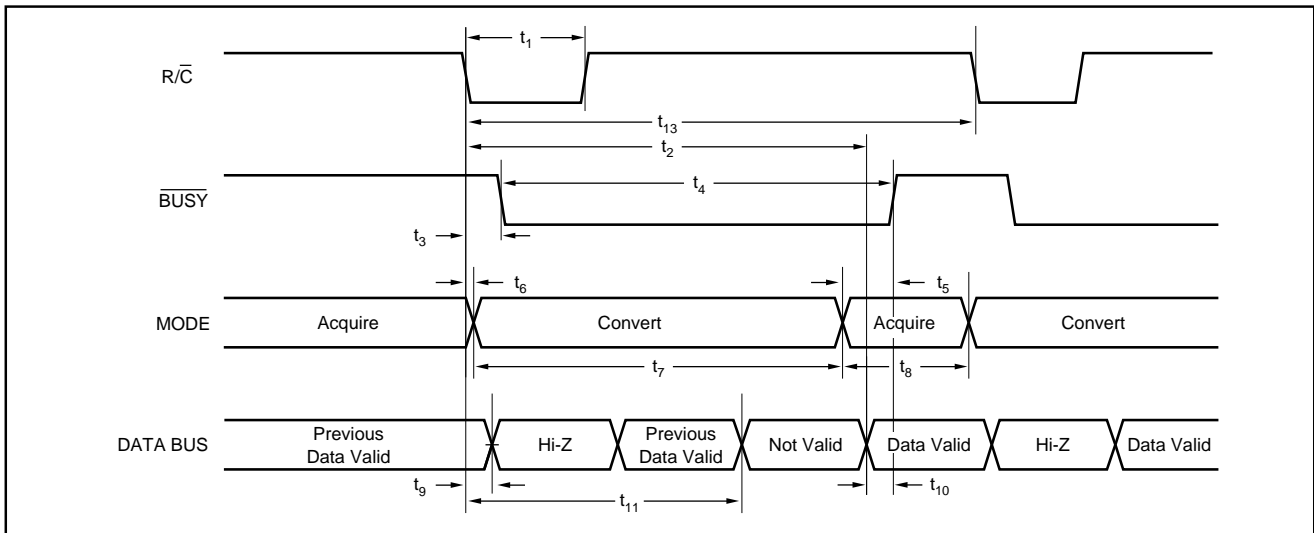 t₁
R/C̅
t₁₃
t₂
B̅U̅S̅Y̅
t₄
t₃
t₆
t₅
MODE
Acquire
Convert
Acquire
Convert
t₇
t₈
DATA BUS
Previous
Data Valid
Hi-Z
Previous
Data Valid
Not Valid
Data Valid
Hi-Z
Data Valid
t₉
t₁₁
t₁₀